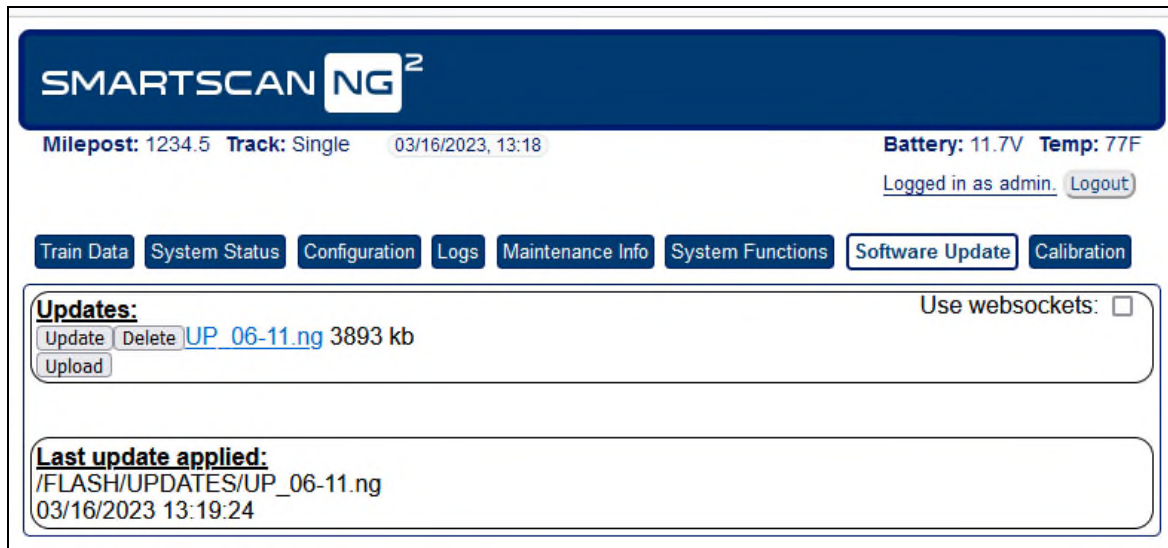 SMARTSCAN NG²
Milepost: 1234.5 Track: Single 03/16/2023, 13:18 Battery: 11.7V Temp: 77F
Logged in as admin. Logout
Train Data System Status Configuration Logs Maintenance Info System Functions Software Update Calibration
Updates: Use websockets:
Update Delete UP_06-11.ng 3893 kb
Upload
Last update applied:
/FLASH/UPDATES/UP_06-11.ng
03/16/2023 13:19:24